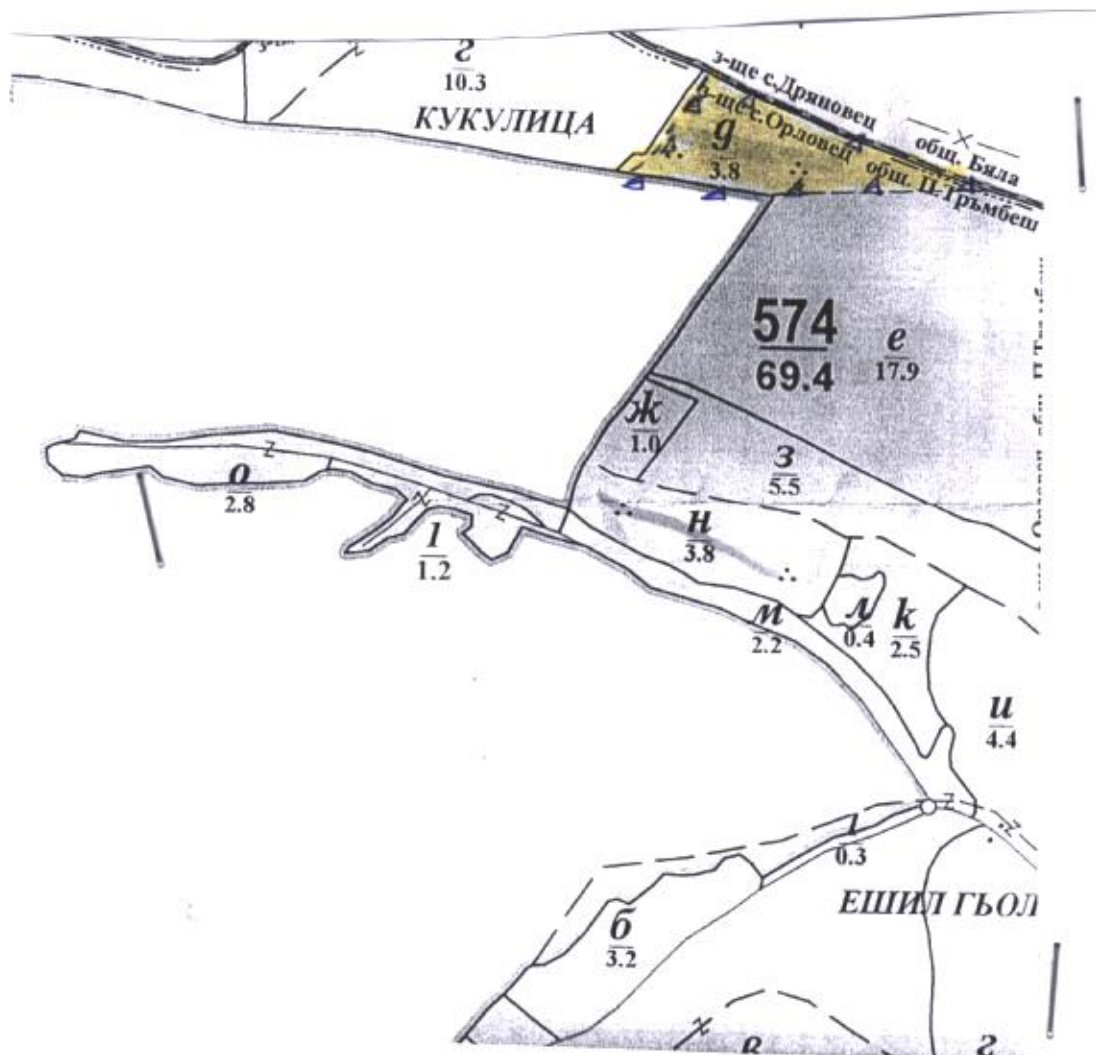 г
10.3
КУКУЛИЦА
з-ще с.Дряновец
з-ще с.Орловец
д
3.8
общ. Бяла
общ. П-Тръмбеш
574
69.4
е
17.9
ж
1.0
з
5.5
о
2.8
1
1.2
н
3.8
м
2.2
л
0.4
к
2.5
и
4.4
1
0.3
ЕШИЛ ГЬОЛ
б
3.2
в
г